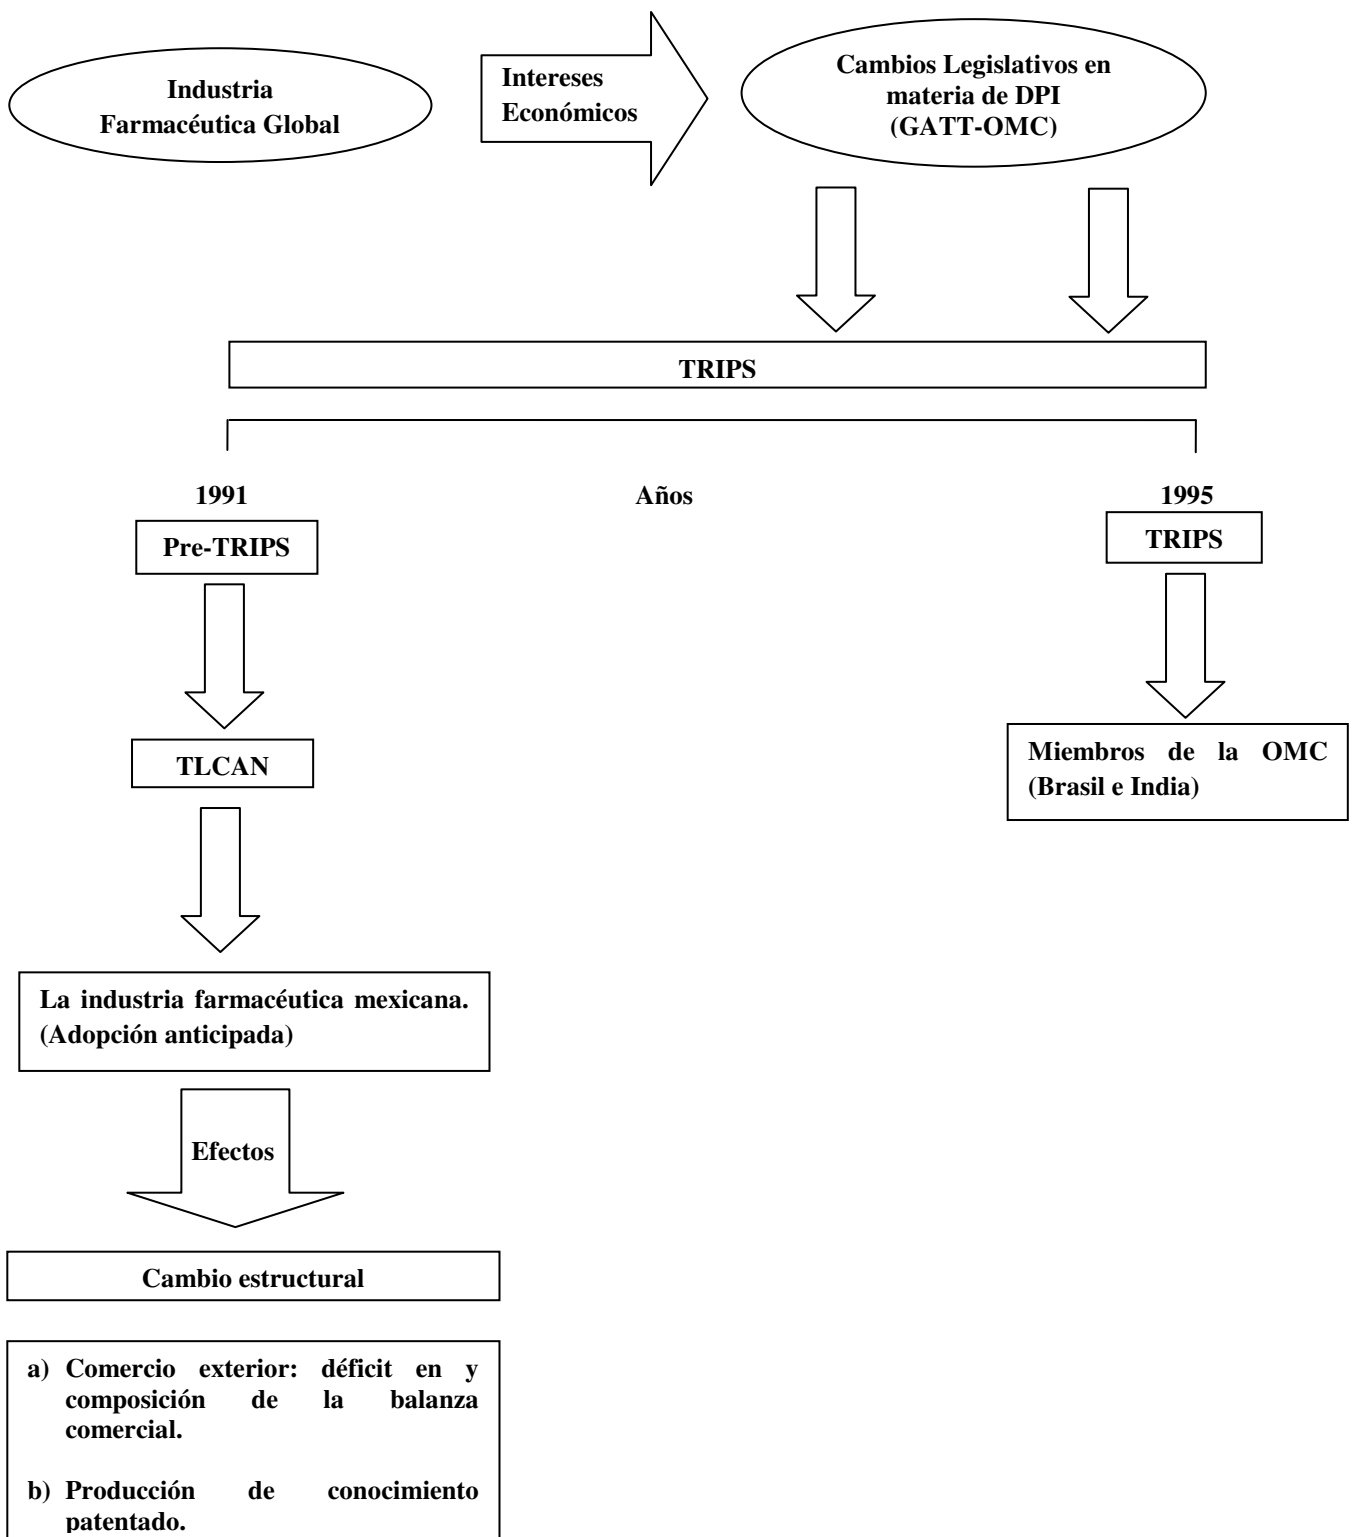 Industria
Farmacéutica Global
Intereses
Económicos
Cambios Legislativos en
materia de DPI
(GATT-OMC)
TRIPS
1991
Años
1995
Pre-TRIPS
TRIPS
TLCAN
Miembros de la OMC
(Brasil e India)
La industria farmacéutica mexicana.
(Adopción anticipada)
Efectos
Cambio estructural
a) Comercio exterior: déficit en y
composición de la balanza
comercial.
b) Producción de conocimiento
patentado.